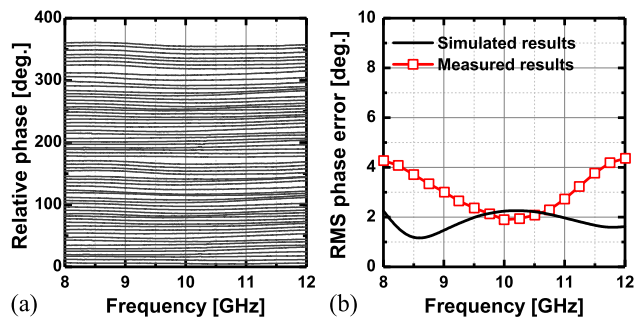 Relative phase [deg.]
400
300
200
100
0
8 9 10 11 12
Frequency [GHz]
(a)
RMS phase error [deg.]
10
8
6
4
2
0
Simulated results
Measured results
8 9 10 11 12
Frequency [GHz]
(b)